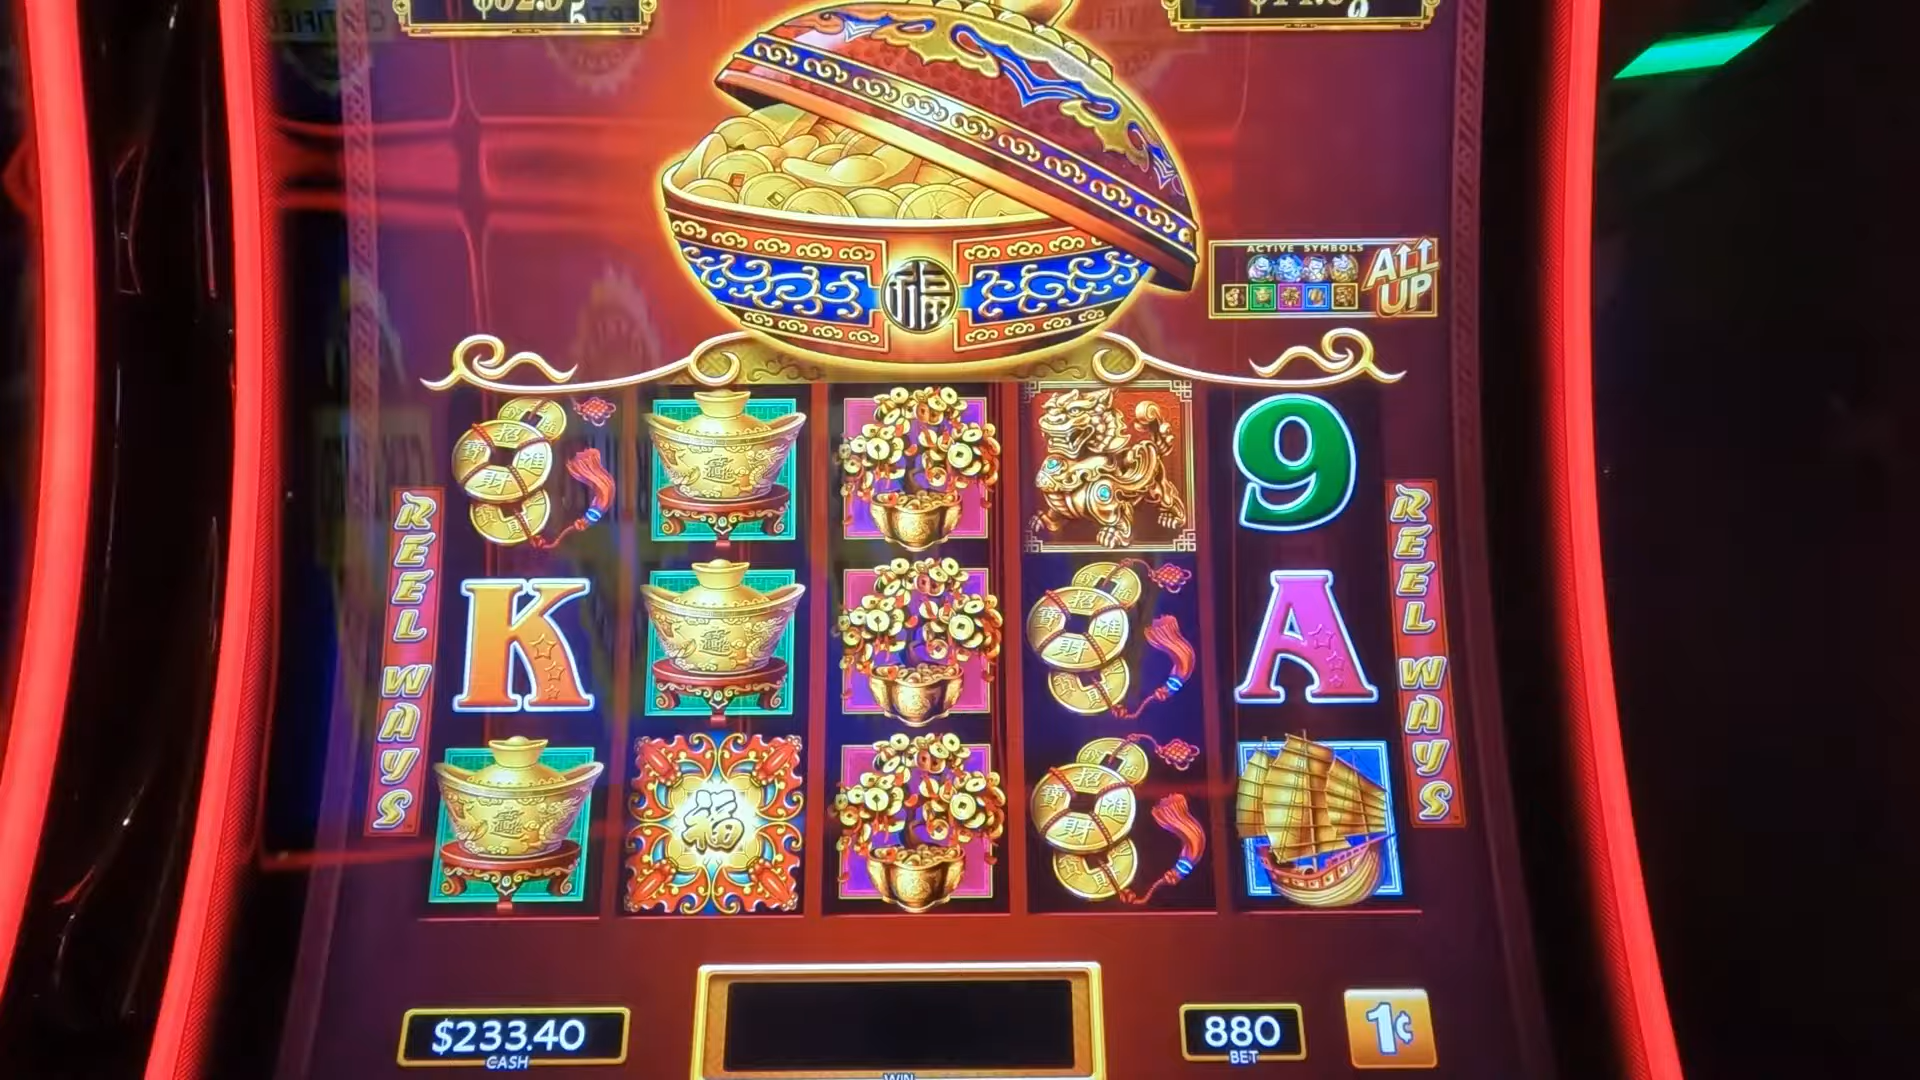 ACTIVE SYMBOLS
ALL
UP
福
9
REEL WAYS
REEL WAYS
K
A
福
$233.40
CASH
WIN
880
BET
1¢